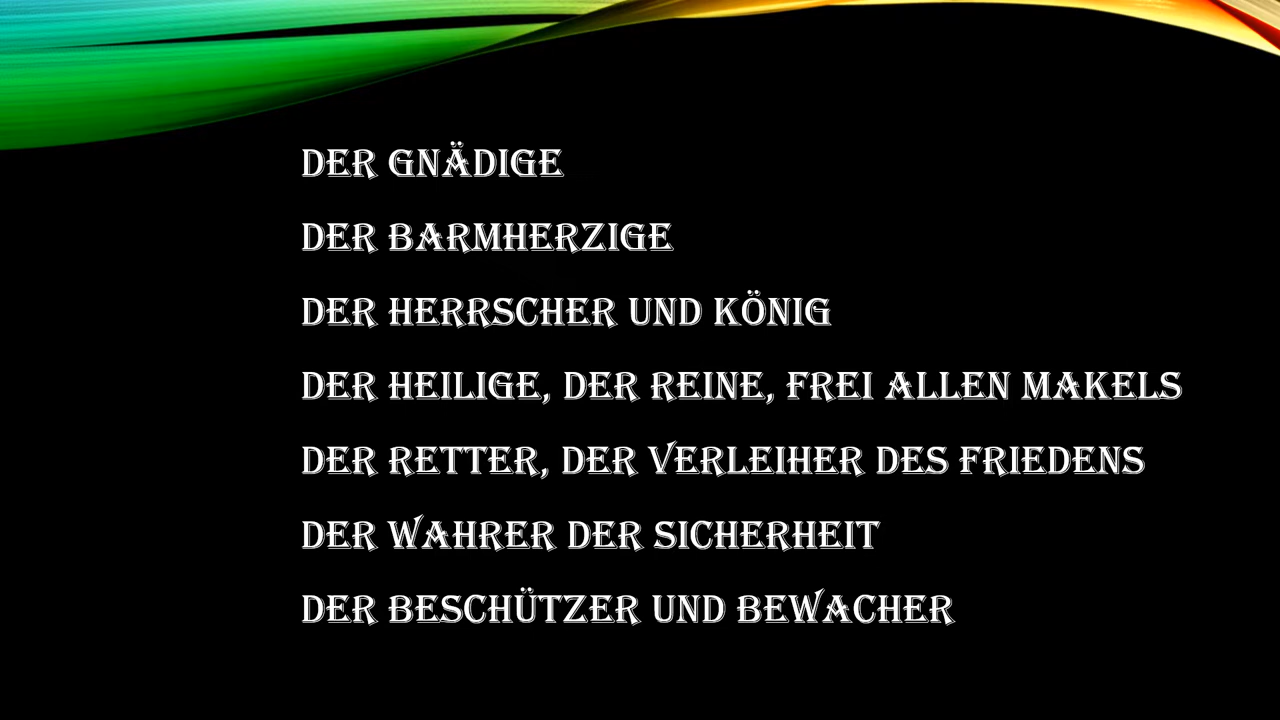 DER GNÄDIGE
DER BARMHERZIGE
DER HERRSCHER UND KÖNIG
DER HEILIGE, DER REINE, FREI ALLEN MAKELS
DER RETTER, DER VERLEIHER DES FRIEDENS
DER WAHRER DER SICHERHEIT
DER BESCHÜTZER UND BEWACHER